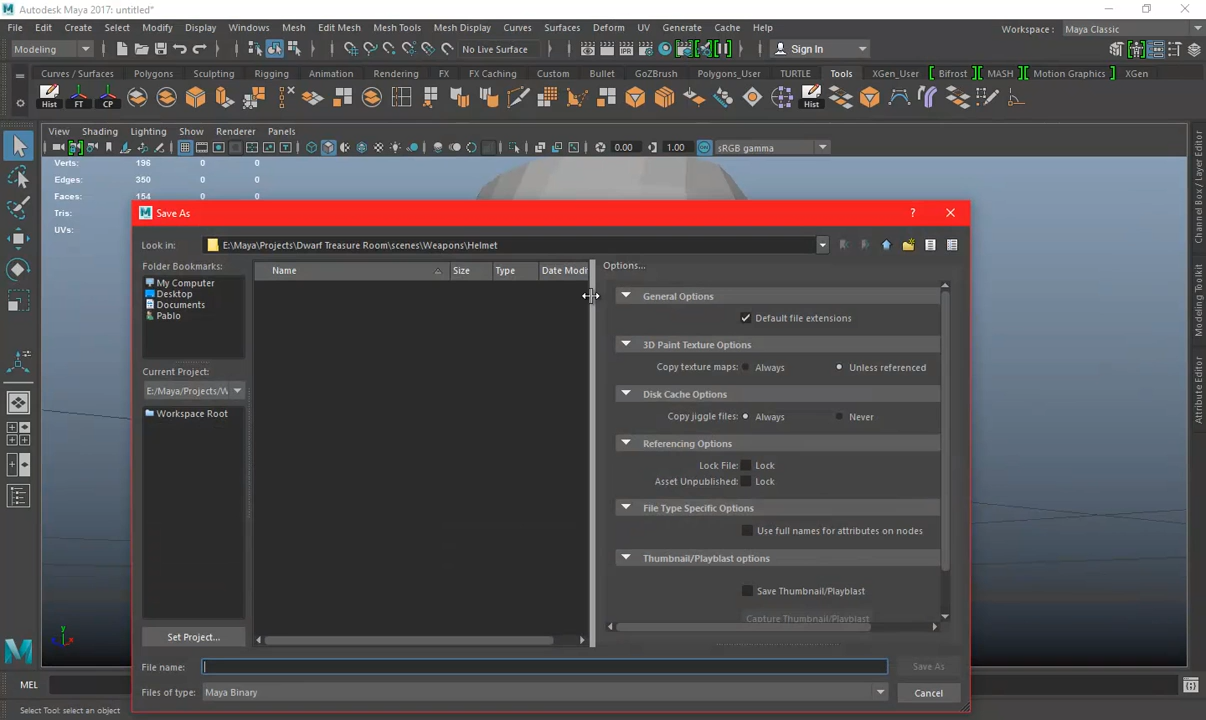 Autodesk Maya 2017: untitled*
File Edit Create Select Modify Display Windows Mesh Edit Mesh Mesh Tools Mesh Display Curves Surfaces Deform UV Generate Cache Help Workspace : Maya Classic
Modeling No Live Surface Sign In
Curves / Surfaces Polygons Sculpting Rigging Animation Rendering FX FX Caching Custom Bullet GoZBrush Polygons_User TURTLE Tools XGen_User Bifrost MASH Motion Graphics XGen
Hist FT CP Hist
View Shading Lighting Show Renderer Panels
0.00 1.00 sRGB gamma
Verts: 196 0 0
Edges: 350 0 0
Faces: 154 0 0
Tris:
UVs:
Save As ?
Look in: E:\Maya\Projects\Dwarf Treasure Room\scenes\Weapons\Helmet
Folder Bookmarks: Name Size Type Date Modi Options...
My Computer
Desktop
Documents
Pablo
General Options
Default file extensions
3D Paint Texture Options
Copy texture maps: Always Unless referenced
Current Project:
E:/Maya/Projects/
Workspace Root
Disk Cache Options
Copy jiggle files: Always Never
Referencing Options
Lock File: Lock
Asset Unpublished: Lock
File Type Specific Options
Use full names for attributes on nodes
Thumbnail/Playblast options
Save Thumbnail/Playblast
Capture Thumbnail/Playblast
Set Project...
File name: Save As
Files of type: Maya Binary Cancel
Channel Box / Layer Editor
Modeling Toolkit
Attribute Editor
MEL
Select Tool: select an object